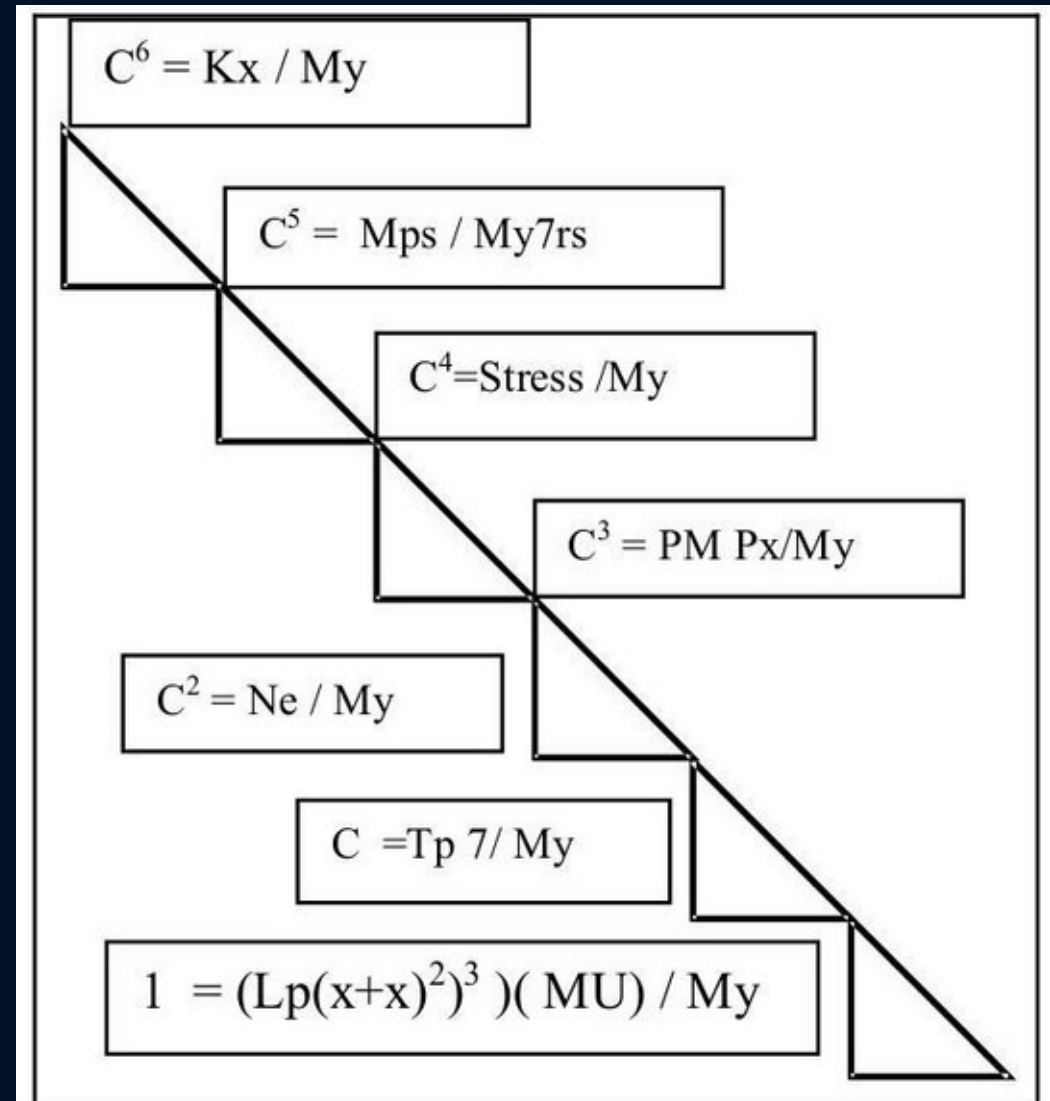 C⁶ = Kx / My
C⁵ = Mps / My7rs
C⁴=Stress /My
C³ = PM Px/My
C² = Ne / My
C =Tp 7/ My
1 = (Lp(x+x)²)³ )( MU) / My